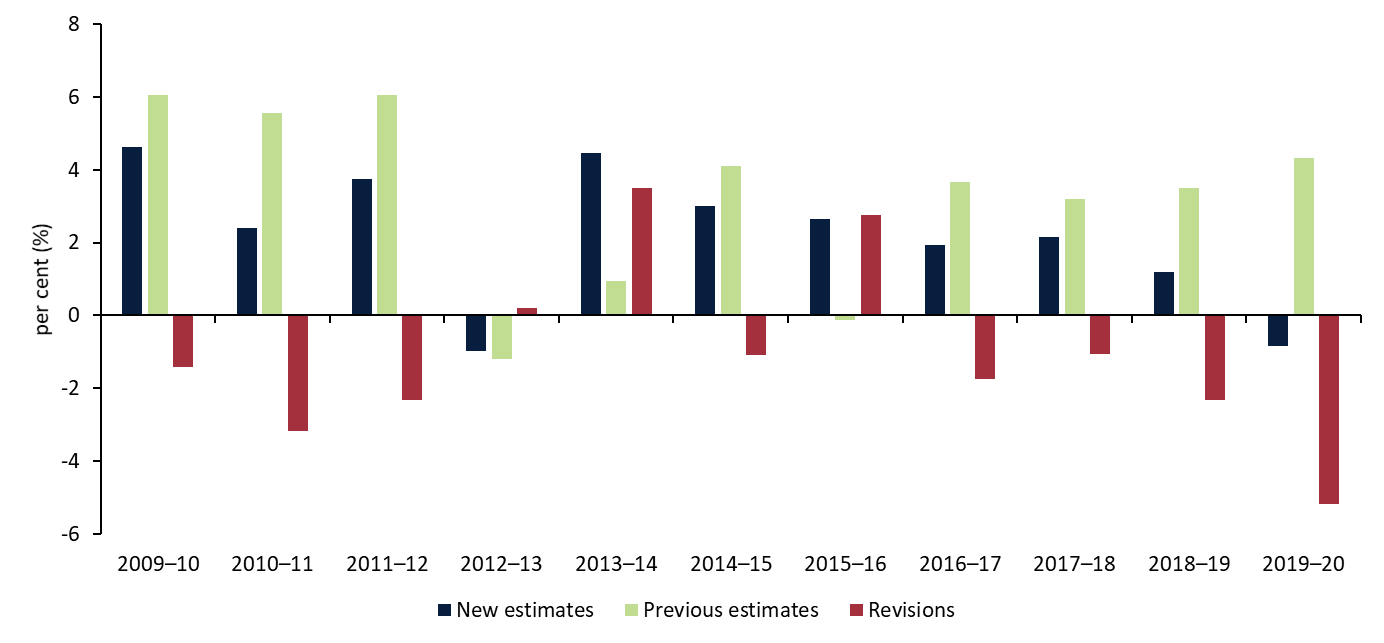 8
6
4
2
0
-2
-4
-6
per cent (%)
2009–10 2010–11 2011–12 2012–13 2013–14 2014–15 2015–16 2016–17 2017–18 2018–19 2019–20
New estimates Previous estimates Revisions